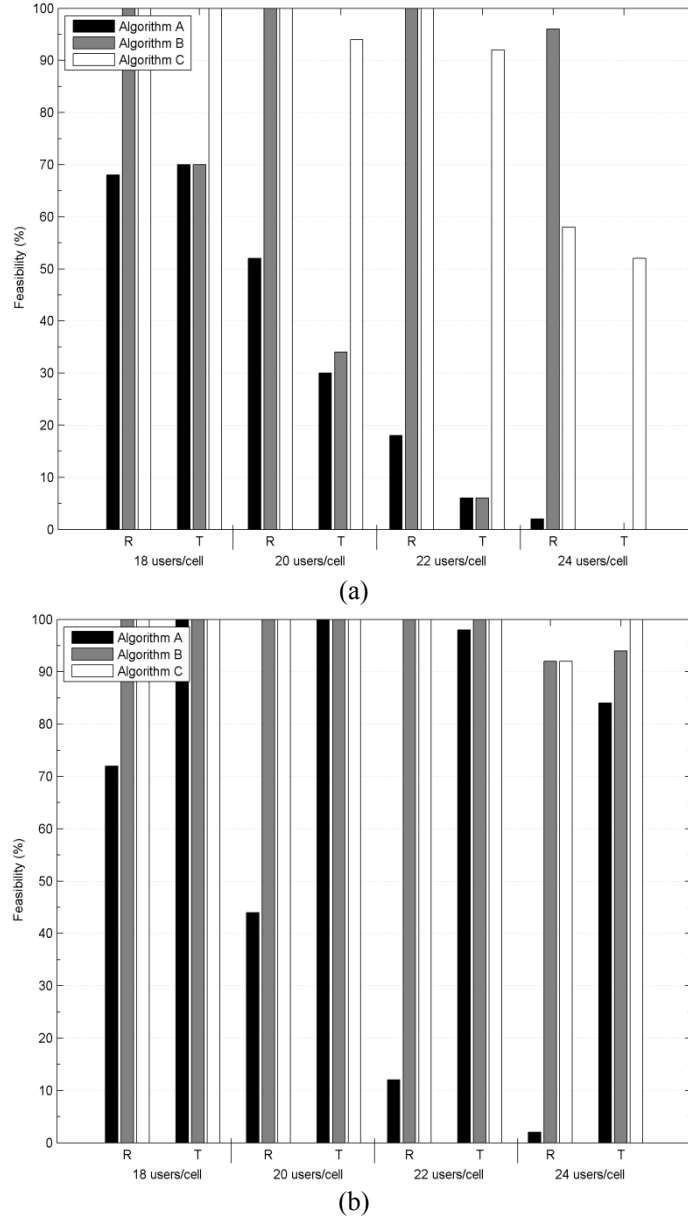 100
90
80
70
60
50
40
30
20
10
0
Feasibility (%)
Algorithm A
Algorithm B
Algorithm C
R T R T R T R T
18 users/cell 20 users/cell 22 users/cell 24 users/cell
(a)
100
90
80
70
60
50
40
30
20
10
0
Feasibility (%)
Algorithm A
Algorithm B
Algorithm C
R T R T R T R T
18 users/cell 20 users/cell 22 users/cell 24 users/cell
(b)